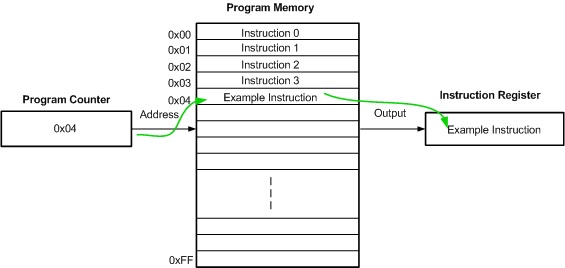 Program Memory
0x00 Instruction 0
0x01 Instruction 1
0x02 Instruction 2
0x03 Instruction 3
0x04 Example Instruction
Program Counter
0x04
Address
Output
Instruction Register
Example Instruction
0xFF